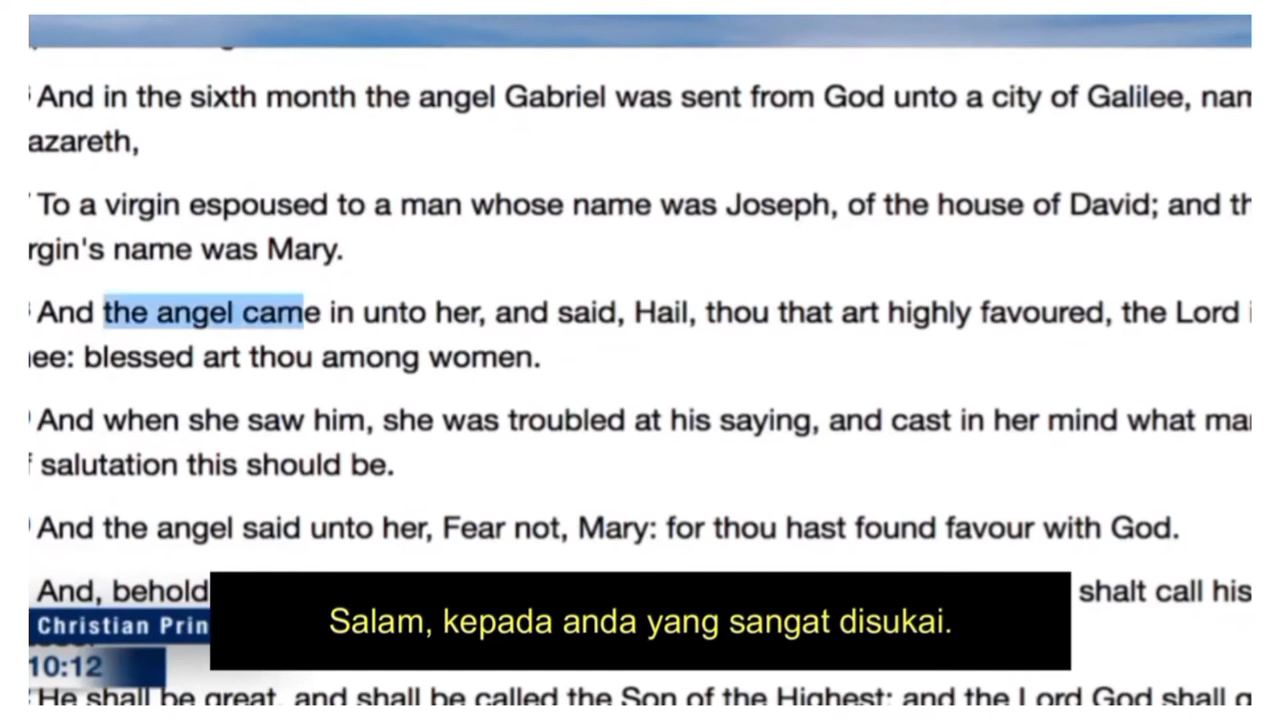 And in the sixth month the angel Gabriel was sent from God unto a city of Galilee,
azareth,
To a virgin espoused to a man whose name was Joseph, of the house of David; and
rgin's name was Mary.
And the angel came in unto her, and said, Hail, thou that art highly favoured, the Lord
ee: blessed art thou among women.
And when she saw him, she was troubled at his saying, and cast in her mind what
salutation this should be.
And the angel said unto her, Fear not, Mary: for thou hast found favour with God.
And, behold shalt call his
Salam, kepada anda yang sangat disukai.
Christian Prin
10:12
He shall be great, and shall be called the Son of the Highest: and the Lord God shall